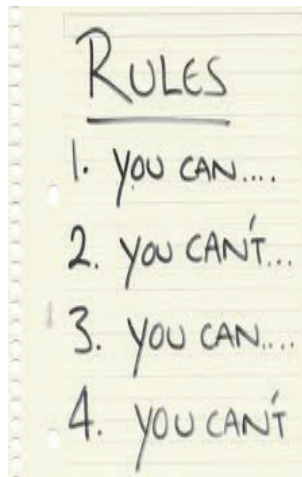 RULES
1. YOU CAN....
2. YOU CAN'T...
3. YOU CAN....
4. YOU CAN'T